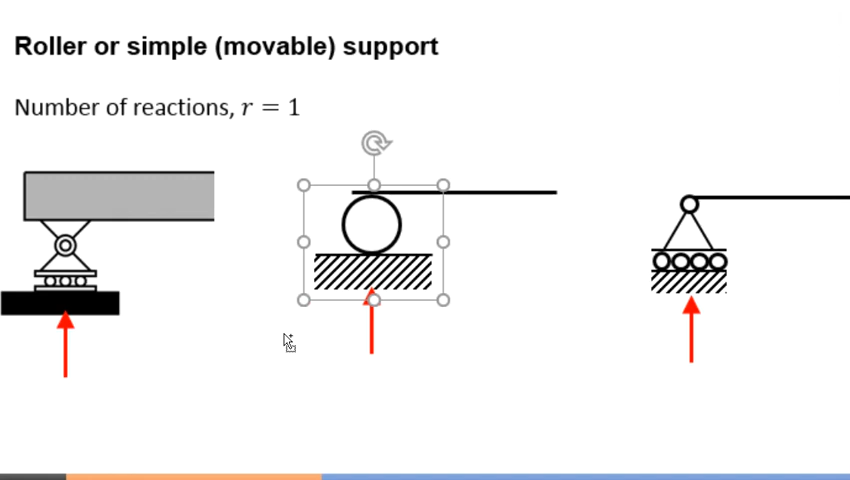 Roller or simple (movable) support
Number of reactions, r = 1